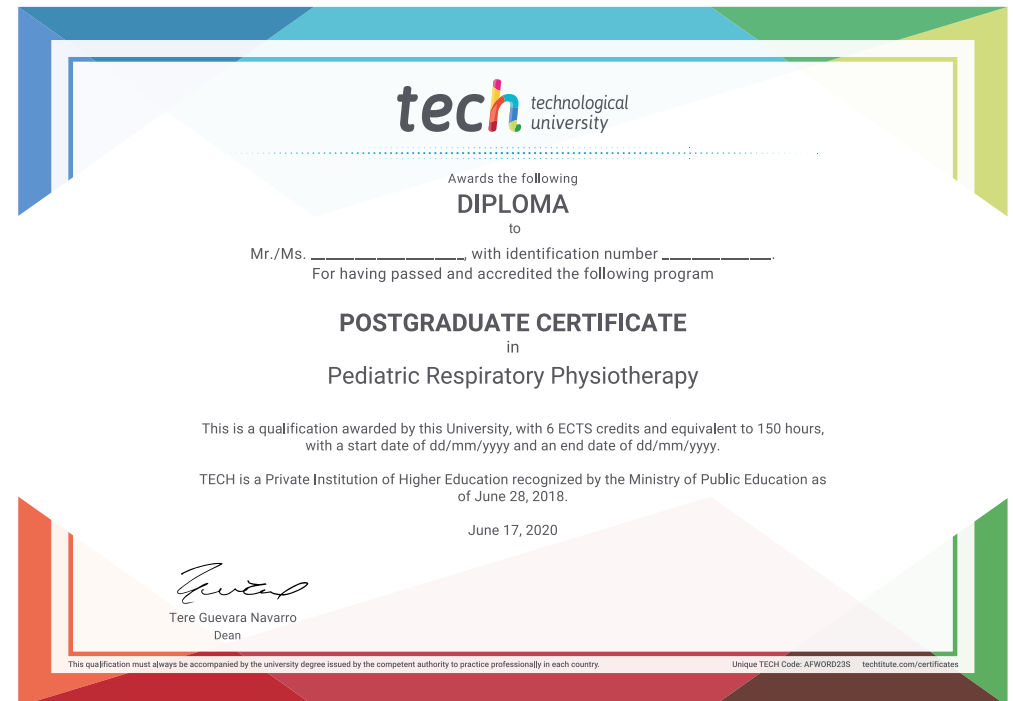 tech technological
university
Awards the following
DIPLOMA
to
Mr./Ms. ____________________, with identification number ______________.
For having passed and accredited the following program
POSTGRADUATE CERTIFICATE
in
Pediatric Respiratory Physiotherapy
This is a qualification awarded by this University, with 6 ECTS credits and equivalent to 150 hours,
with a start date of dd/mm/yyyy and an end date of dd/mm/yyyy.
TECH is a Private Institution of Higher Education recognized by the Ministry of Public Education as
of June 28, 2018.
June 17, 2020
Tere Guevara Navarro
Dean
This qualification must always be accompanied by the university degree issued by the competent authority to practice professionally in each country.
Unique TECH Code: AFWORD23S techtitute.com/certificates